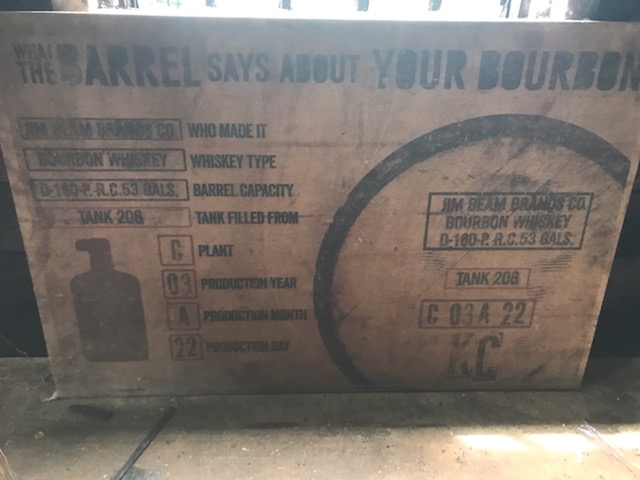 WHAT THE BARREL SAYS ABOUT YOUR BOURBON
JIM BEAM BRANDS CO. WHO MADE IT
BOURBON WHISKEY WHISKEY TYPE
D-160-P. R.C.53 GALS. BARREL CAPACITY
TANK 206 TANK FILLED FROM
C PLANT
03 PRODUCTION YEAR
A PRODUCTION MONTH
22 PRODUCTION DAY
JIM BEAM BRANDS CO.
BOURBON WHISKEY
D-160-P. R.C.53 GALS.
TANK 206
C 03 A 22
KC